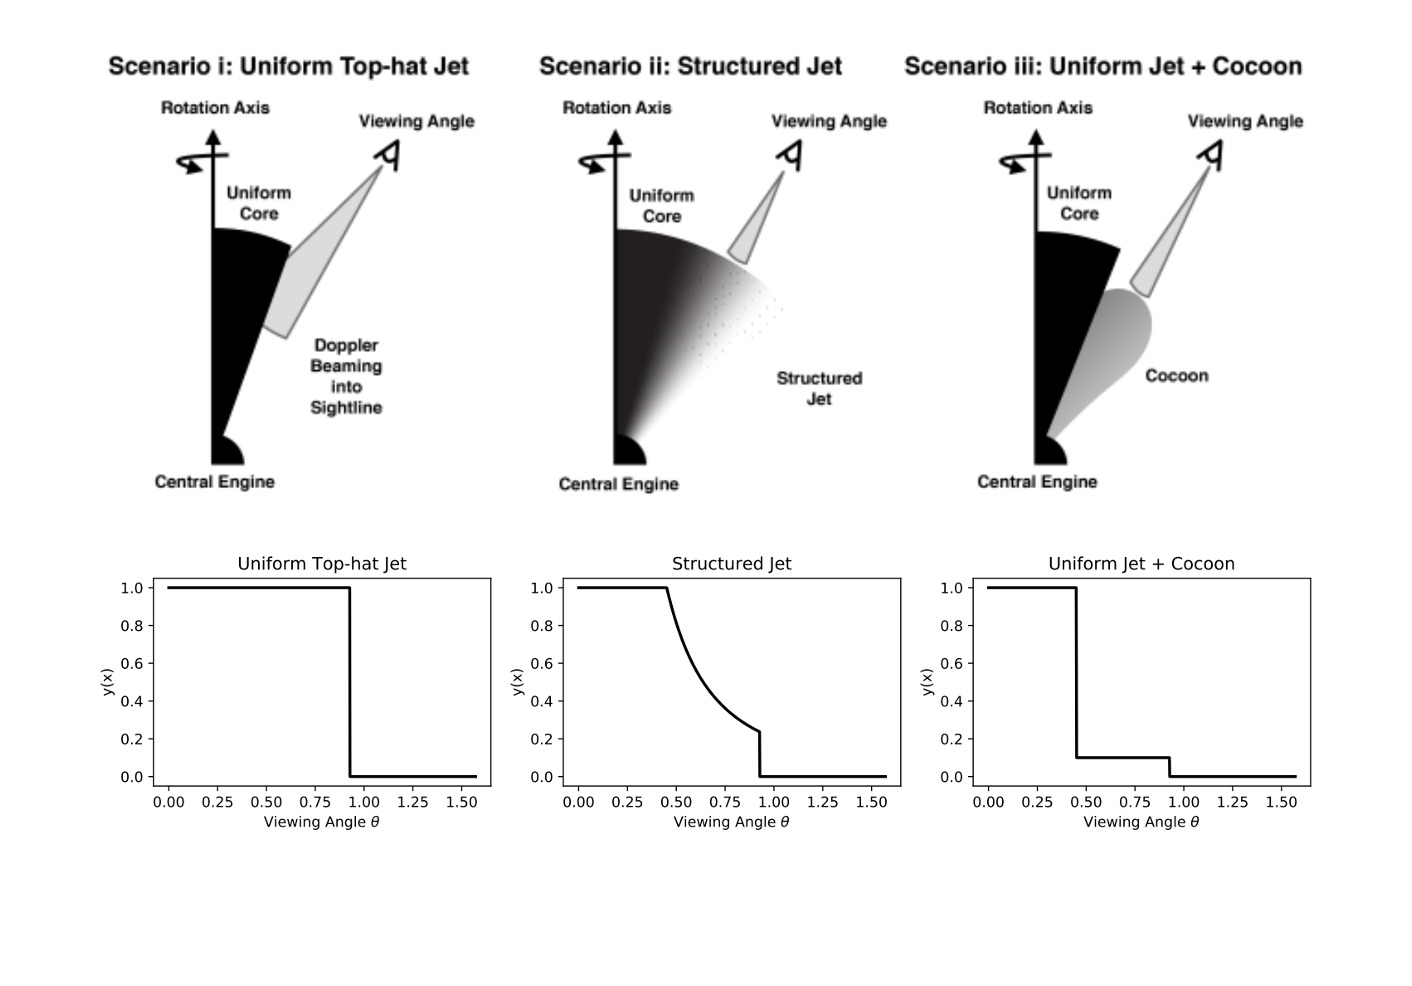 Scenario i: Uniform Top-hat Jet
Rotation Axis
Viewing Angle
Uniform
Core
Doppler
Beaming
into
Sightline
Central Engine
Scenario ii: Structured Jet
Rotation Axis
Viewing Angle
Uniform
Core
Structured
Jet
Central Engine
Scenario iii: Uniform Jet + Cocoon
Rotation Axis
Viewing Angle
Uniform
Core
Cocoon
Central Engine
Uniform Top-hat Jet
y(x)
1.0
0.8
0.6
0.4
0.2
0.0
0.00 0.25 0.50 0.75 1.00 1.25 1.50
Viewing Angle θ
Structured Jet
y(x)
1.0
0.8
0.6
0.4
0.2
0.0
0.00 0.25 0.50 0.75 1.00 1.25 1.50
Viewing Angle θ
Uniform Jet + Cocoon
y(x)
1.0
0.8
0.6
0.4
0.2
0.0
0.00 0.25 0.50 0.75 1.00 1.25 1.50
Viewing Angle θ